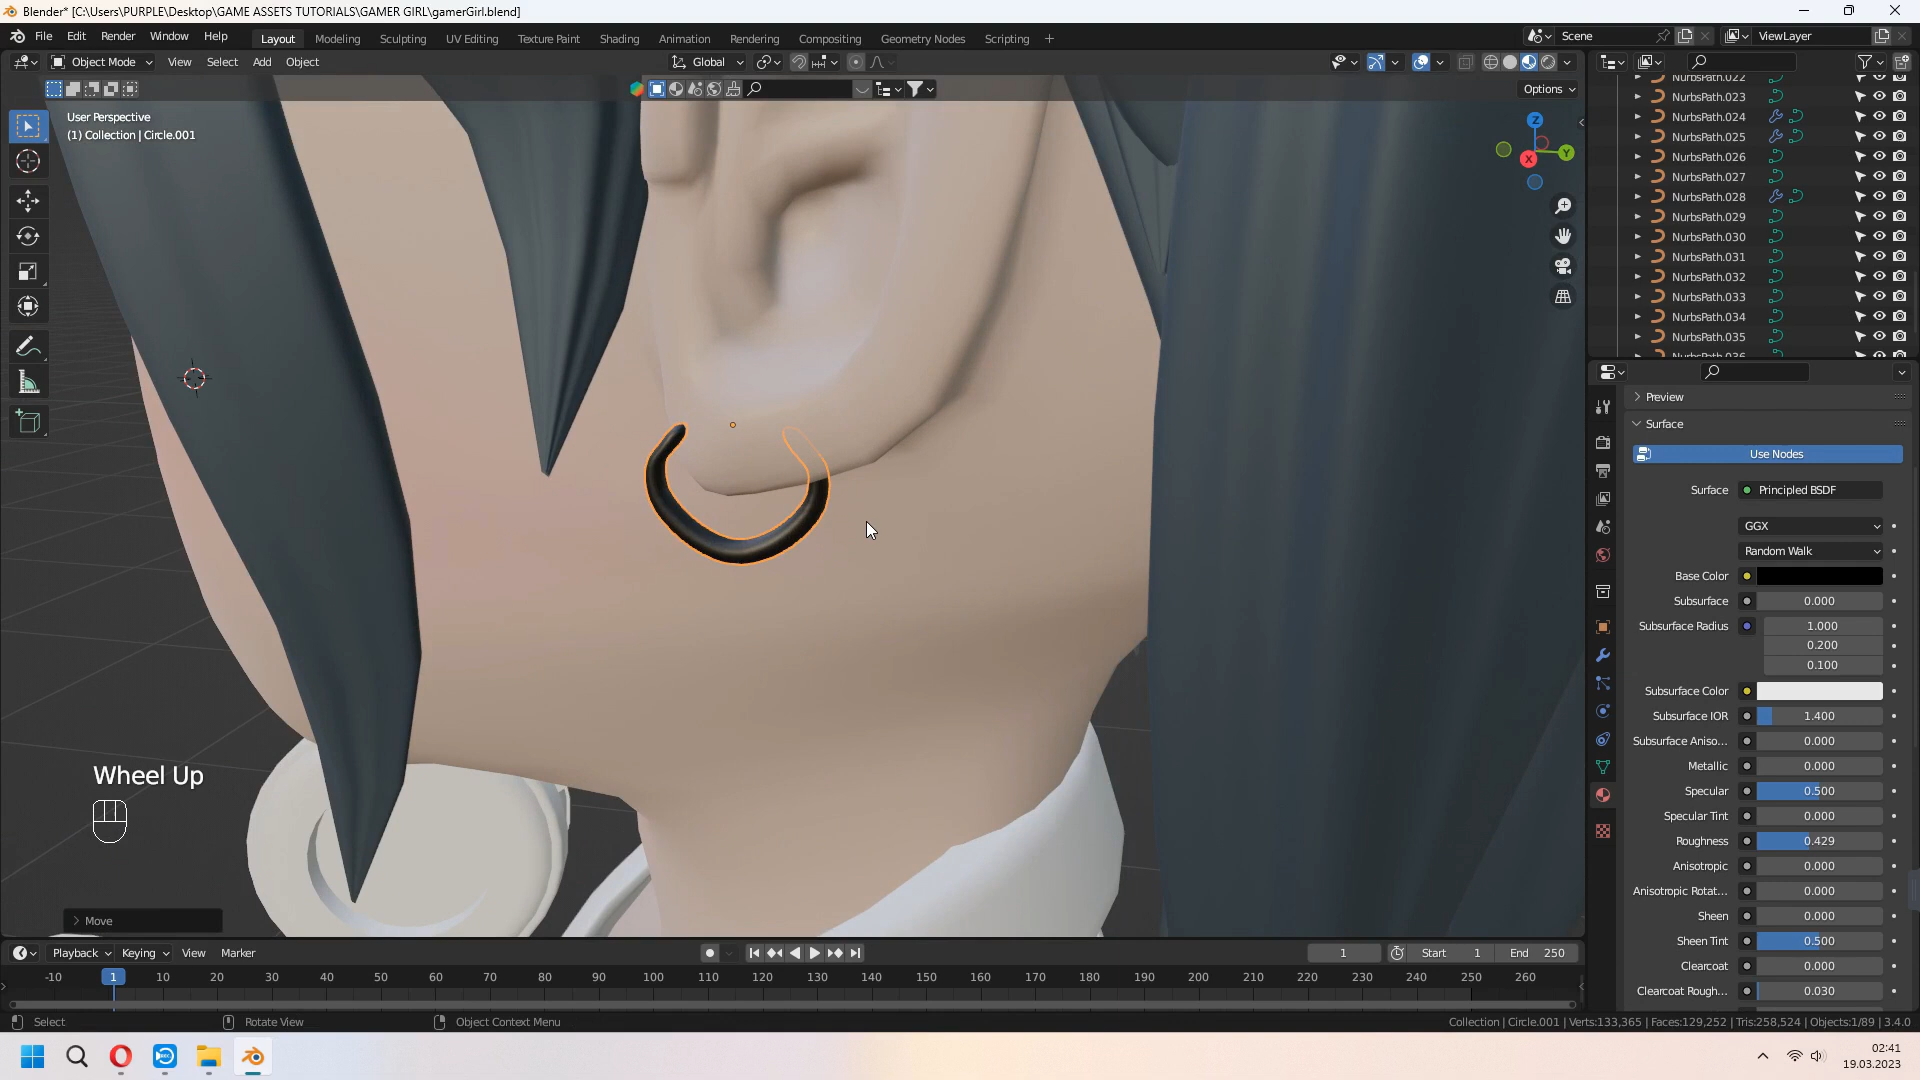 Blender* [C:\Users\PURPLE\Desktop\GAME ASSETS TUTORIALS\GAMER GIRL\gamerGirl.blend]
File Edit Render Window Help Layout Modeling Sculpting UV Editing Texture Paint Shading Animation Rendering Compositing Geometry Nodes Scripting + Scene ViewLayer
Object Mode View Select Add Object Global
Options
User Perspective
(1) Collection | Circle.001
Z
Y
X
NurbsPath.022
NurbsPath.023
NurbsPath.024
NurbsPath.025
NurbsPath.026
NurbsPath.027
NurbsPath.028
NurbsPath.029
NurbsPath.030
NurbsPath.031
NurbsPath.032
NurbsPath.033
NurbsPath.034
NurbsPath.035
NurbsPath.036
Preview
Surface
Use Nodes
Surface Principled BSDF
GGX
Random Walk
Base Color
Subsurface 0.000
Subsurface Radius 1.000
0.200
0.100
Subsurface Color
Subsurface IOR 1.400
Subsurface Aniso... 0.000
Metallic 0.000
Specular 0.500
Specular Tint 0.000
Roughness 0.429
Anisotropic 0.000
Anisotropic Rotat... 0.000
Sheen 0.000
Sheen Tint 0.500
Clearcoat 0.000
Clearcoat Rough... 0.030
Wheel Up
Move
Playback Keying View Marker 1 Start 1 End 250
-10 1 10 20 30 40 50 60 70 80 90 100 110 120 130 140 150 160 170 180 190 200 210 220 230 240 250 260
Select Rotate View Object Context Menu Collection | Circle.001 | Verts:133,365 | Faces:129,252 | Tris:258,524 | Objects:1/89 | 3.4.0
02:41
19.03.2023